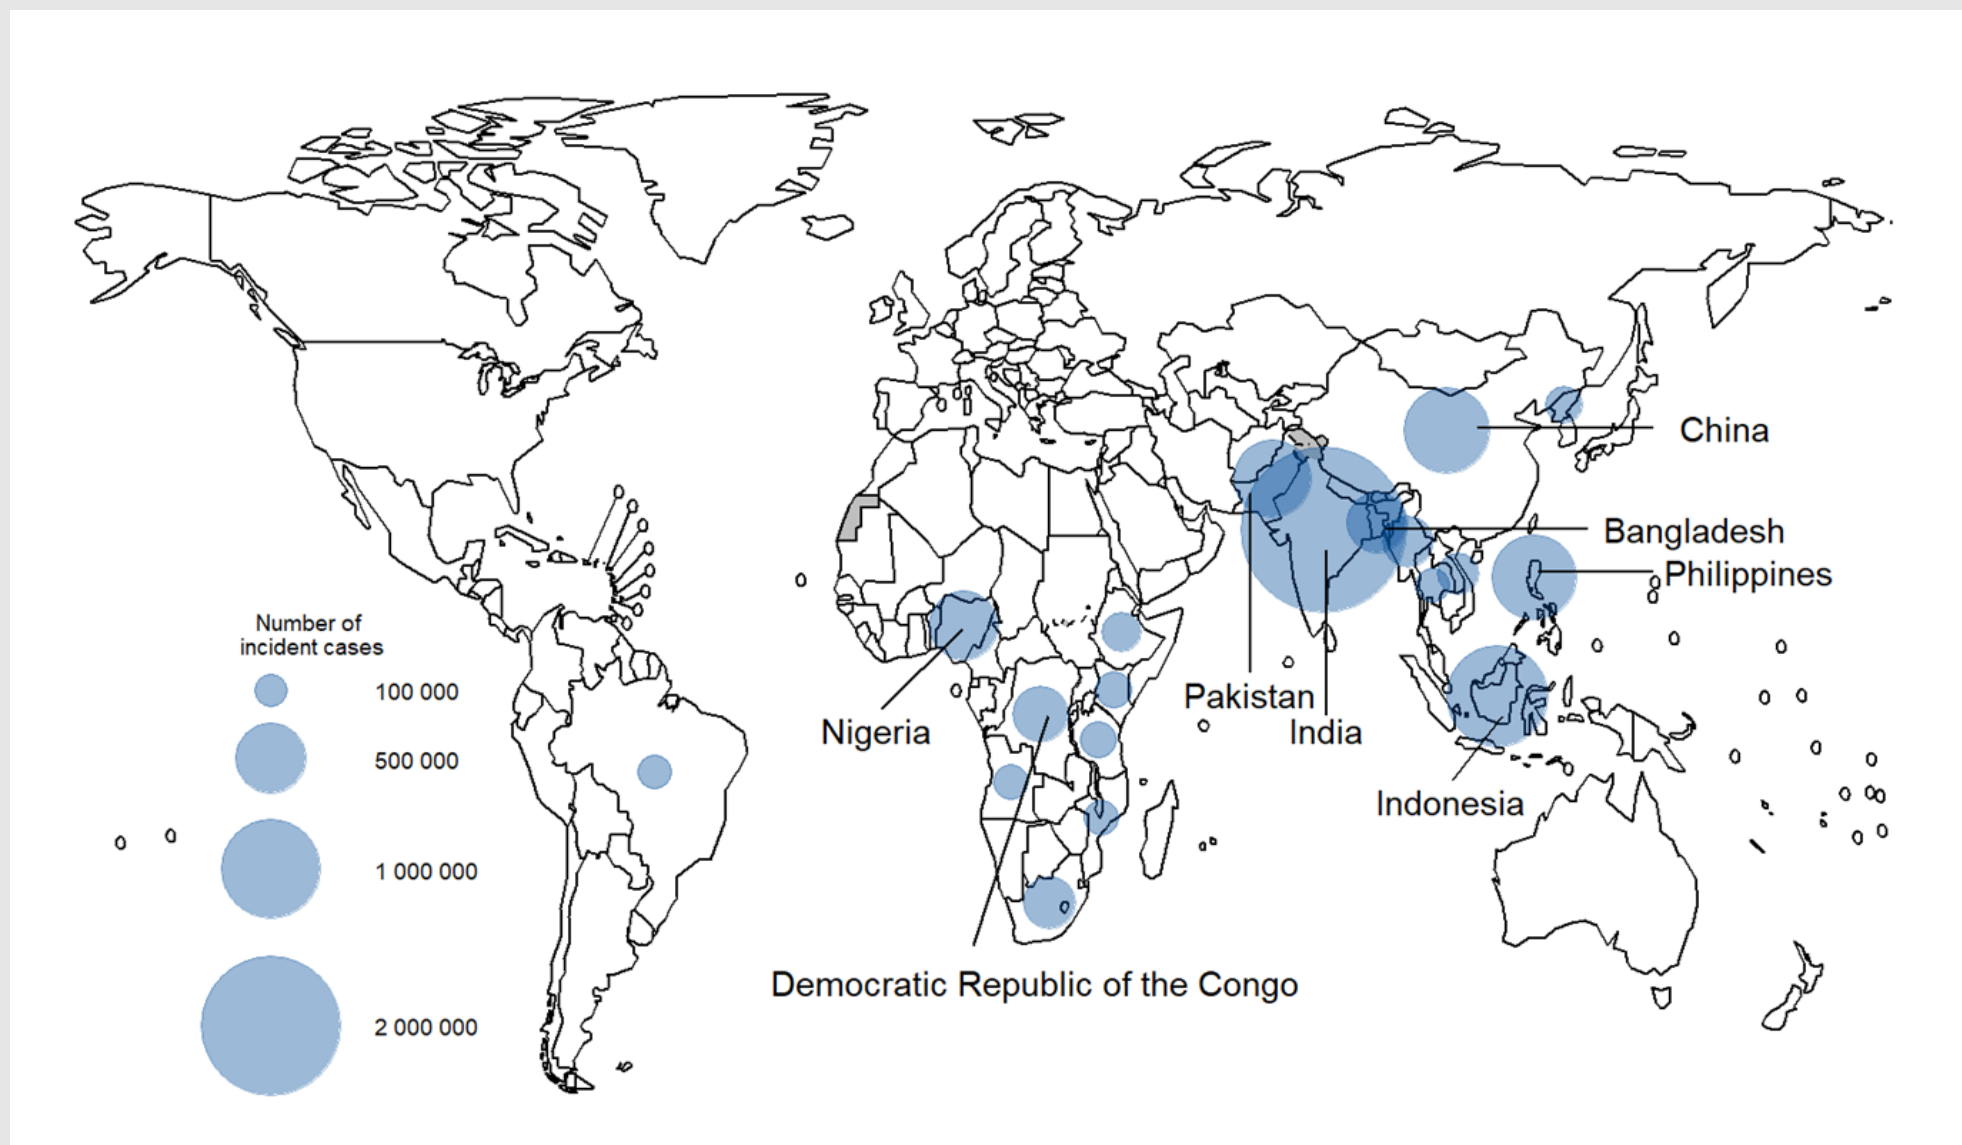 China
Bangladesh
Philippines
Number of
incident cases
100 000
Pakistan
Nigeria
India
500 000
Indonesia
1 000 000
Democratic Republic of the Congo
2 000 000